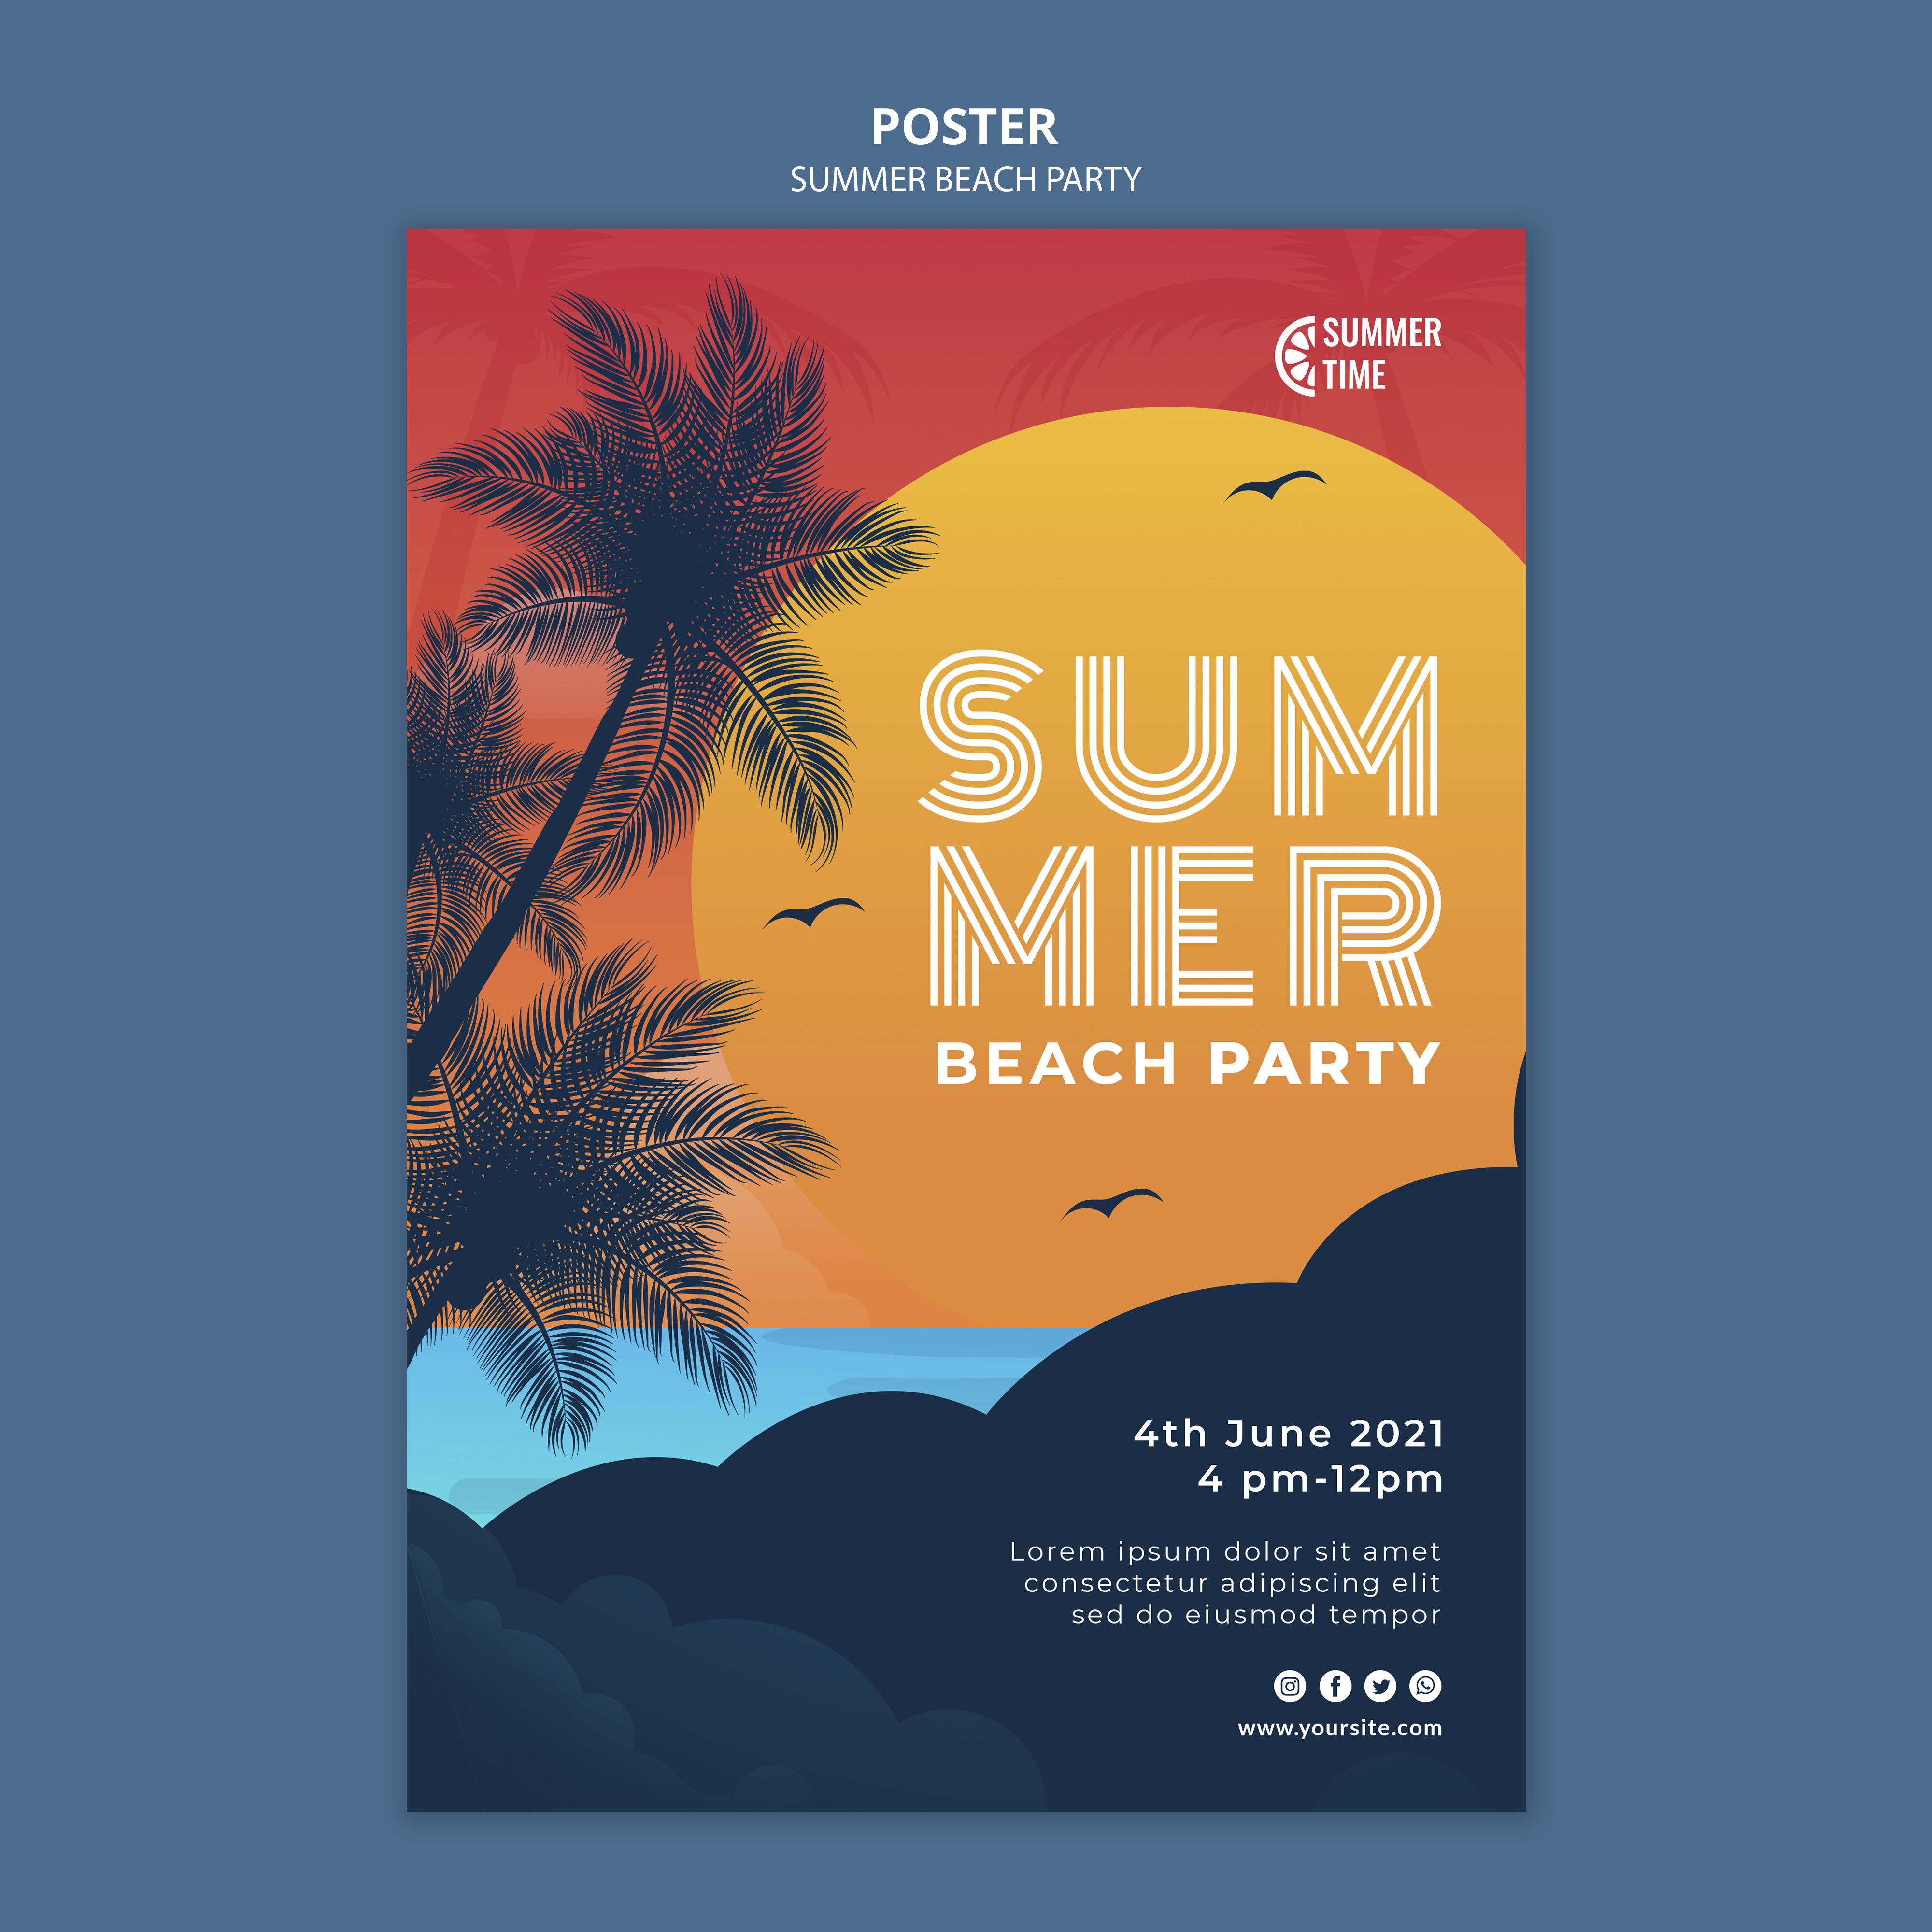 POSTER
SUMMER BEACH PARTY
SUMMER
TIME
SUM
MER
BEACH PARTY
4th June 2021
4 pm-12pm
Lorem ipsum dolor sit amet
consectetur adipiscing elit
sed do eiusmod tempor
www.yoursite.com